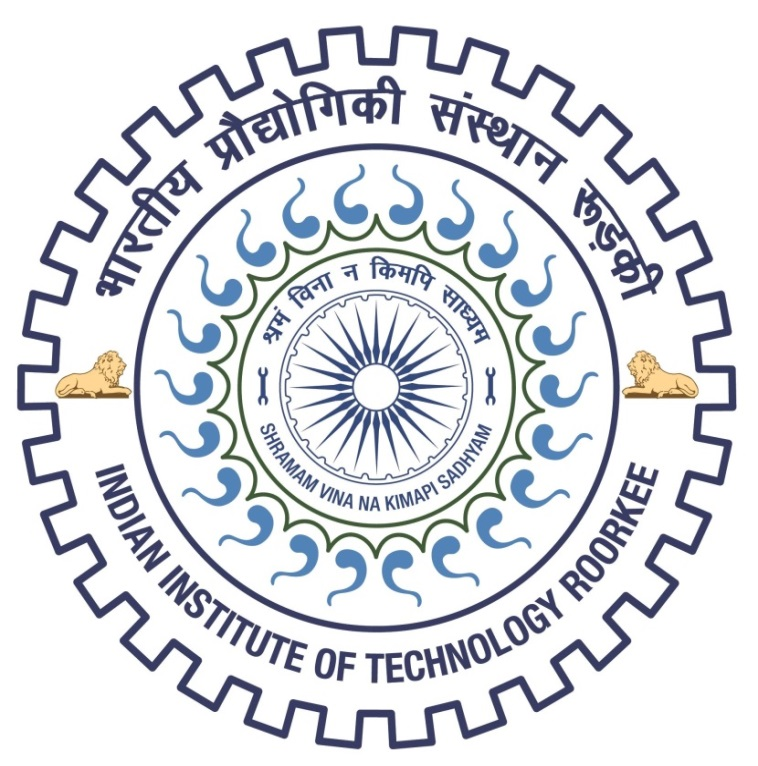 भारतीय प्रौद्योगिकी संस्थान रूड़की
श्रमं विना न किमपि साध्यम
SHRAMAM VINA NA KIMAPI SADHYAM
INDIAN INSTITUTE OF TECHNOLOGY ROORKEE